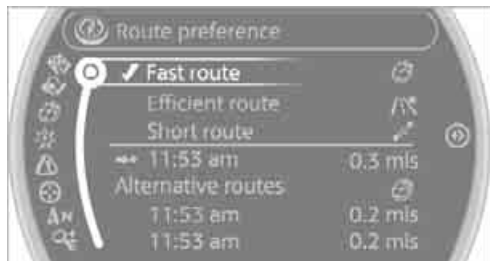 Route preference
Fast route
Efficient route
Short route
11:53 am 0.3 mls
Alternative routes
11:53 am 0.2 mls
11:53 am 0.2 mls
N